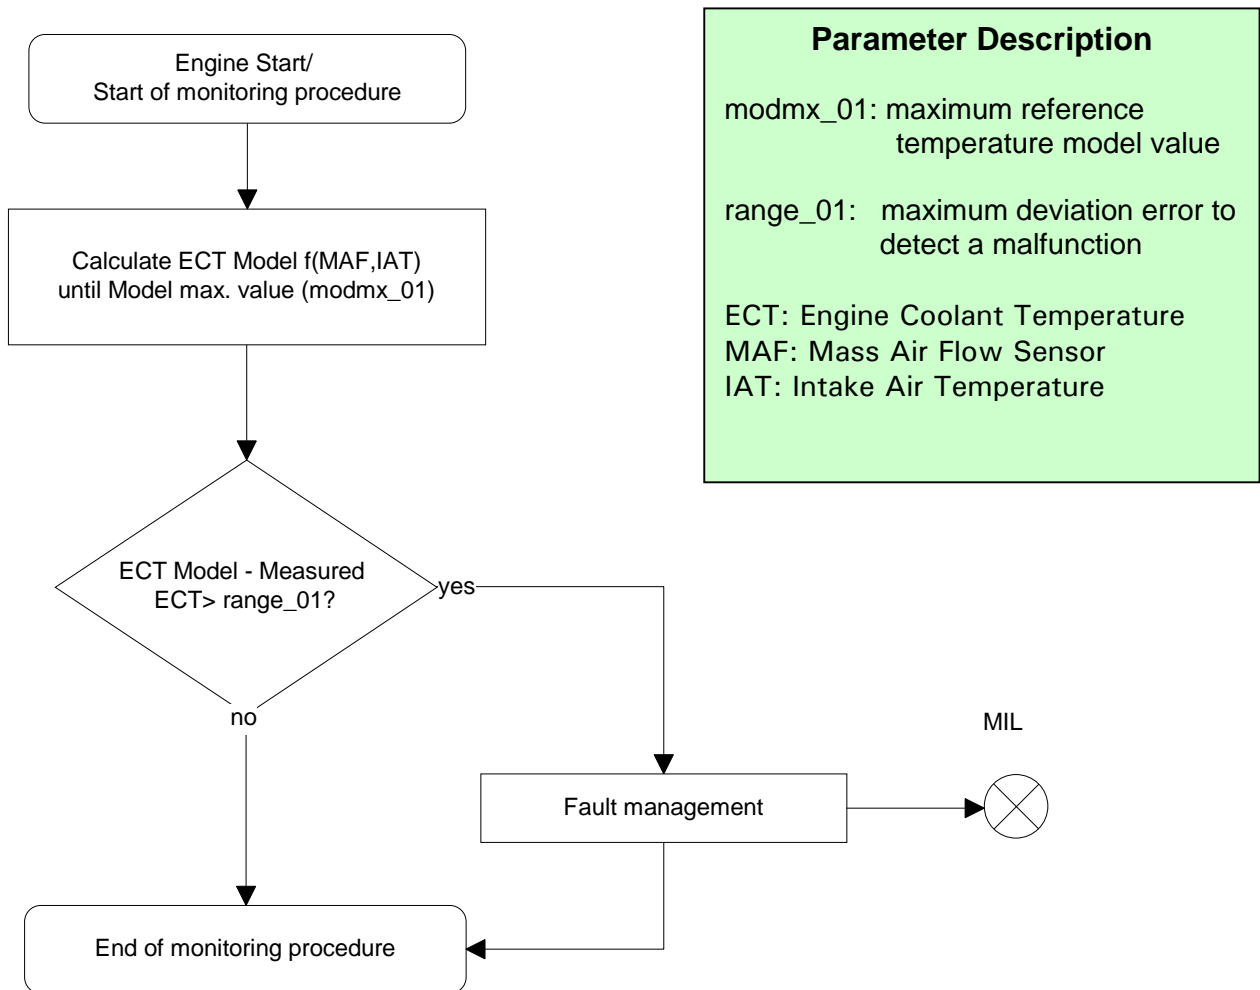 Engine Start/
Start of monitoring procedure
Calculate ECT Model f(MAF,IAT)
until Model max. value (modmx_01)
ECT Model - Measured
ECT> range_01?
yes
no
Fault management
MIL
End of monitoring procedure
Parameter Description
modmx_01: maximum reference
temperature model value
range_01: maximum deviation error to
detect a malfunction
ECT: Engine Coolant Temperature
MAF: Mass Air Flow Sensor
IAT: Intake Air Temperature